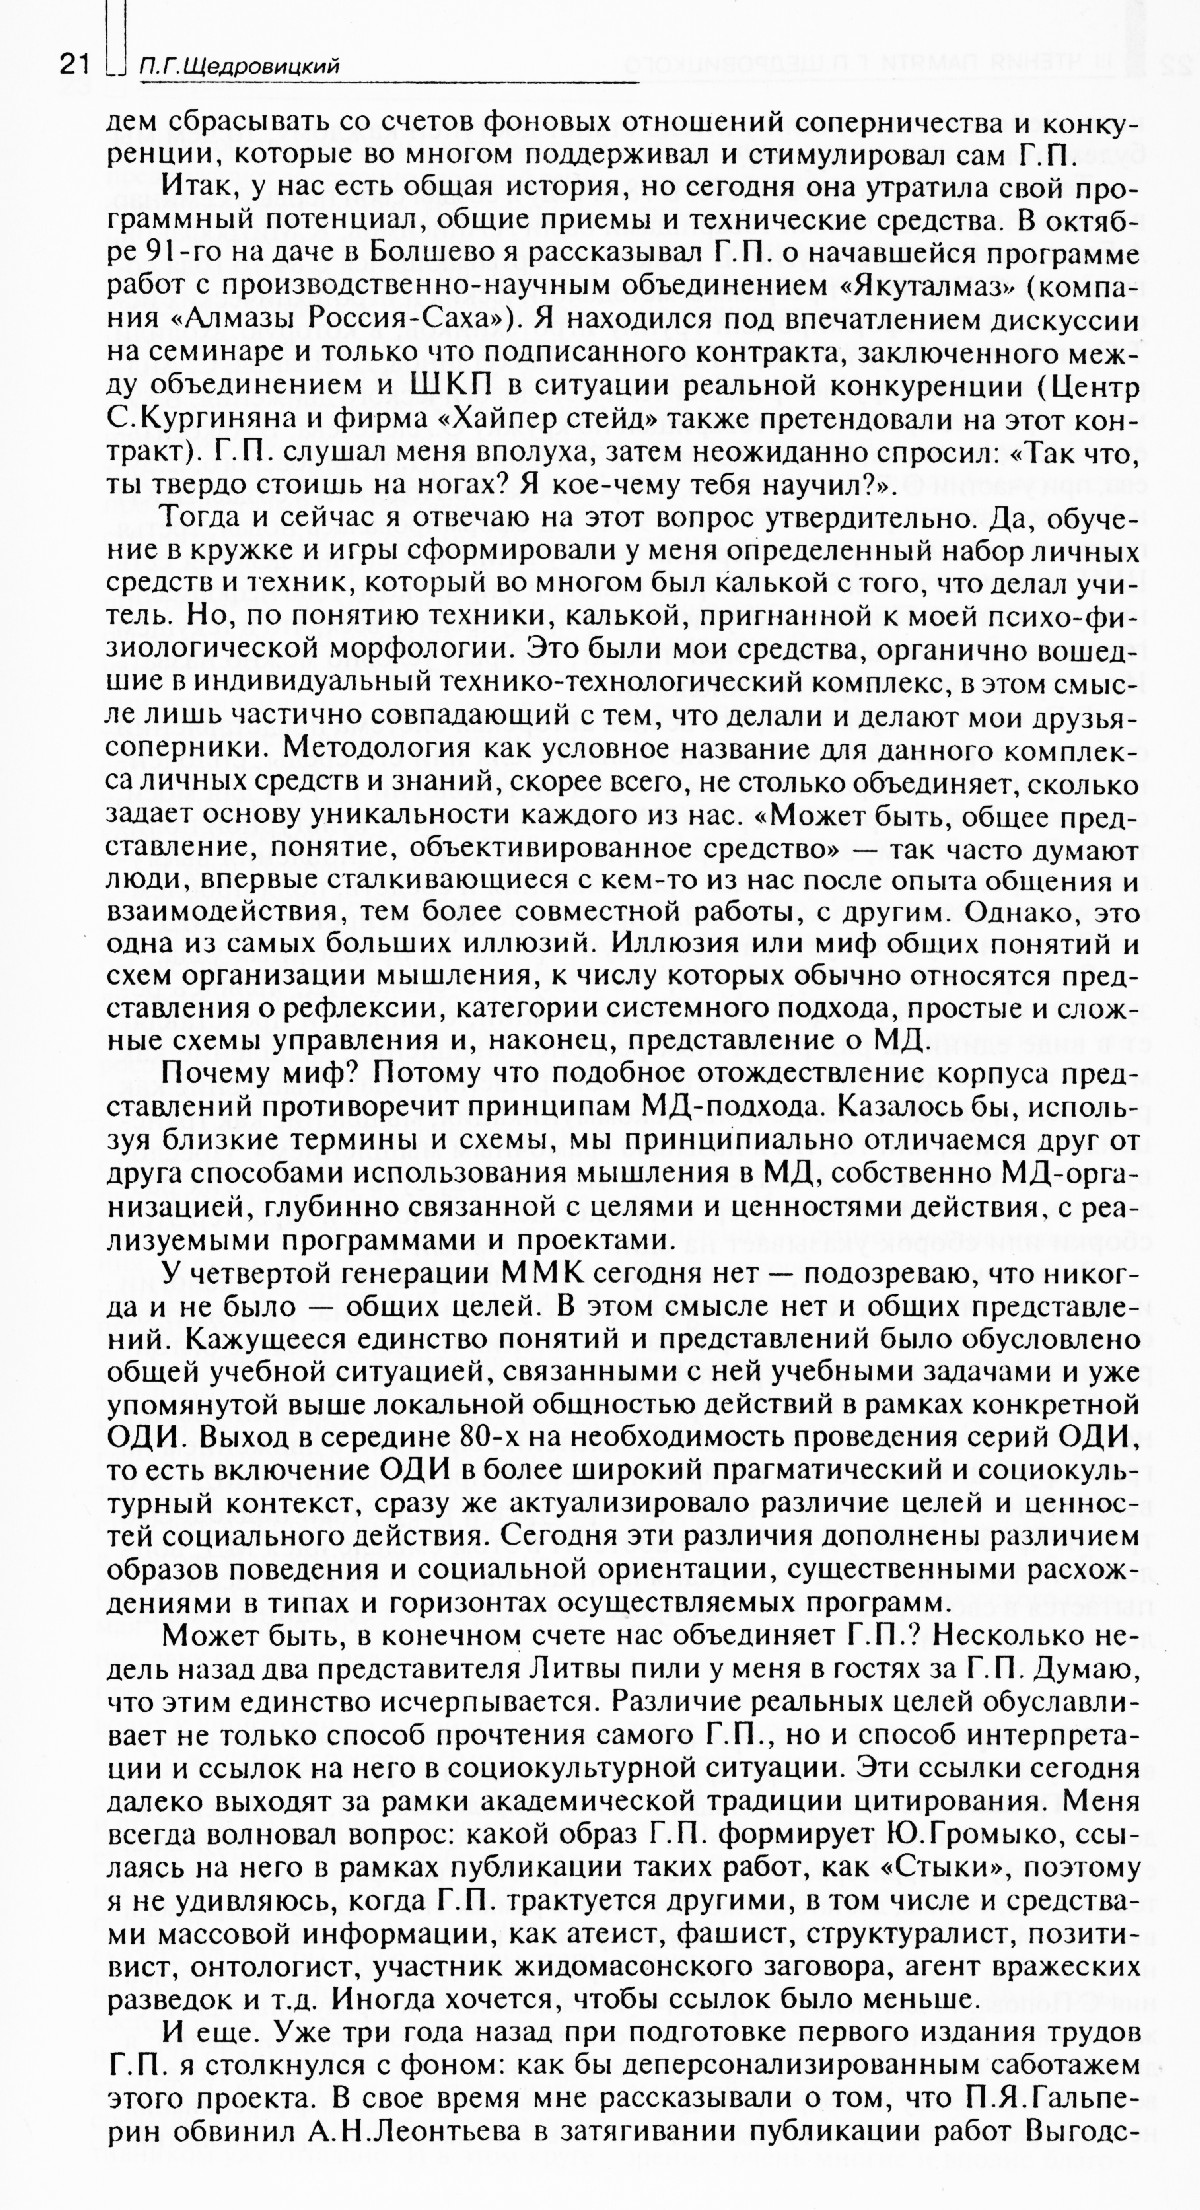 21
П.Г.Щедровицкий
дем сбрасывать со счетов фоновых отношений соперничества и конку-
ренции, которые во многом поддерживал и стимулировал сам Г.П.
Итак, у нас есть общая история, но сегодня она утратила свой про-
граммный потенциал, общие приемы и технические средства. В октяб-
ре 91-го на даче в Болшево я рассказывал Г.П. о начавшейся программе
работ с производственно-научным объединением «Якуталмаз» (компа-
ния «Алмазы Россия-Саха»). Я находился под впечатлением дискуссии
на семинаре и только что подписанного контракта, заключенного меж-
ду объединением и ШКП в ситуации реальной конкуренции (Центр
С.Кургиняна и фирма «Хайпер стейд» также претендовали на этот кон-
тракт). Г.П. слушал меня вполуха, затем неожиданно спросил: «Так что,
ты твердо стоишь на ногах? Я кое-чему тебя научил?».
Тогда и сейчас я отвечаю на этот вопрос утвердительно. Да, обуче-
ние в кружке и игры сформировали у меня определенный набор личных
средств и техник, который во многом был калькой с того, что делал учи-
тель. Но, по понятию техники, калькой, пригнанной к моей психо-фи-
зиологической морфологии. Это были мои средства, органично вошед-
шие в индивидуальный технико-технологический комплекс, в этом смыс-
ле лишь частично совпадающий с тем, что делали и делают мои друзья-
соперники. Методология как условное название для данного комплек-
са личных средств и знаний, скорее всего, не столько объединяет, сколько
задает основу уникальности каждого из нас. «Может быть, общее пред-
ставление, понятие, объективированное средство» — так часто думают
люди, впервые сталкивающиеся с кем-то из нас после опыта общения и
взаимодействия, тем более совместной работы, с другим. Однако, это
одна из самых больших иллюзий. Иллюзия или миф общих понятий и
схем организации мышления, к числу которых обычно относятся пред-
ставления о рефлексии, категории системного подхода, простые и слож-
ные схемы управления и, наконец, представление о МД.
Почему миф? Потому что подобное отождествление корпуса пред-
ставлений противоречит принципам МД-подхода. Казалось бы, исполь-
зуя близкие термины и схемы, мы принципиально отличаемся друг от
друга способами использования мышления в МД, собственно МД-орга-
низацией, глубинно связанной с целями и ценностями действия, с реа-
лизуемыми программами и проектами.
У четвертой генерации ММК сегодня нет — подозреваю, что никог-
да и не было — общих целей. В этом смысле нет и общих представле-
ний. Кажущееся единство понятий и представлений было обусловлено
общей учебной ситуацией, связанными с ней учебными задачами и уже
упомянутой выше локальной общностью действий в рамках конкретной
ОДИ. Выход в середине 80-х на необходимость проведения серий ОДИ,
то есть включение ОДИ в более широкий прагматический и социокуль-
турный контекст, сразу же актуализировало различие целей и ценнос-
тей социального действия. Сегодня эти различия дополнены различием
образов поведения и социальной ориентации, существенными расхож-
дениями в типах и горизонтах осуществляемых программ.
Может быть, в конечном счете нас объединяет Г.П.? Несколько не-
дель назад два представителя Литвы пили у меня в гостях за Г.П. Думаю,
что этим единство исчерпывается. Различие реальных целей обуславли-
вает не только способ прочтения самого Г.П., но и способ интерпрета-
ции и ссылок на него в социокультурной ситуации. Эти ссылки сегодня
далеко выходят за рамки академической традиции цитирования. Меня
всегда волновал вопрос: какой образ Г.П. формирует Ю.Громыко, ссы-
лаясь на него в рамках публикации таких работ, как «Стыки», поэтому
я не удивляюсь, когда Г.П. трактуется другими, в том числе и средства-
ми массовой информации, как атеист, фашист, структуралист, позити-
вист, онтологист, участник жидомасонского заговора, агент вражеских
разведок и т.д. Иногда хочется, чтобы ссылок было меньше.
И еще. Уже три года назад при подготовке первого издания трудов
Г.П. я столкнулся с фоном: как бы деперсонализированным саботажем
этого проекта. В свое время мне рассказывали о том, что П.Я.Гальпе-
рин обвинил А.Н.Леонтьева в затягивании публикации работ Выгодс-